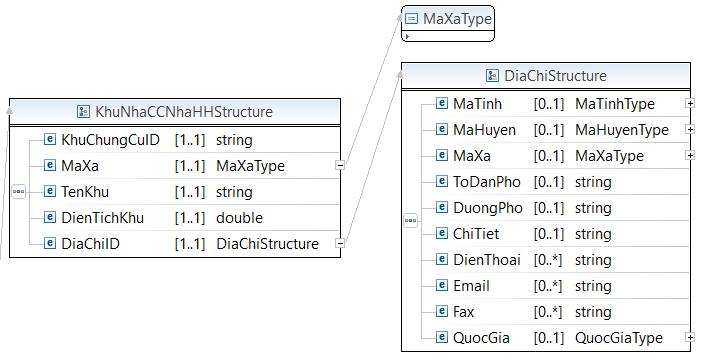 MaXaType
DiaChiStructure
MaTinh [0..1] MaTinhType
MaHuyen [0..1] MaHuyenType
MaXa [0..1] MaXaType
ToDanPho [0..1] string
DuongPho [0..1] string
ChiTiet [0..1] string
DienThoai [0..*] string
Email [0..*] string
Fax [0..*] string
QuocGia [0..1] QuocGiaType
KhuNhaCCNhaHHStructure
KhuChungCuID [1..1] string
MaXa [1..1] MaXaType
TenKhu [1..1] string
DienTichKhu [1..1] double
DiaChiID [1..1] DiaChiStructure